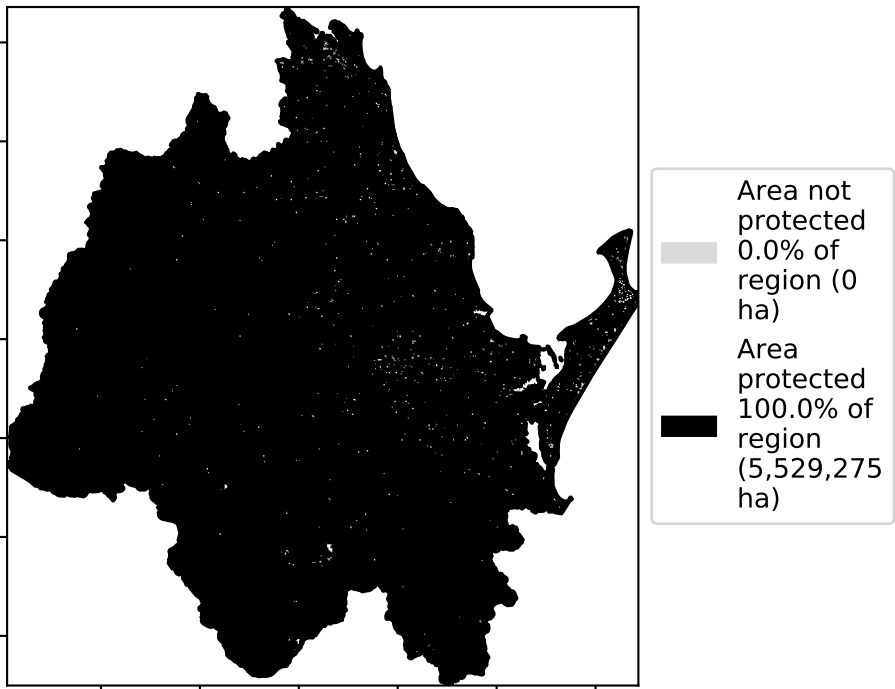 Area not
protected
0.0% of
region (0
ha)
Area
protected
100.0% of
region
(5,529,275
ha)